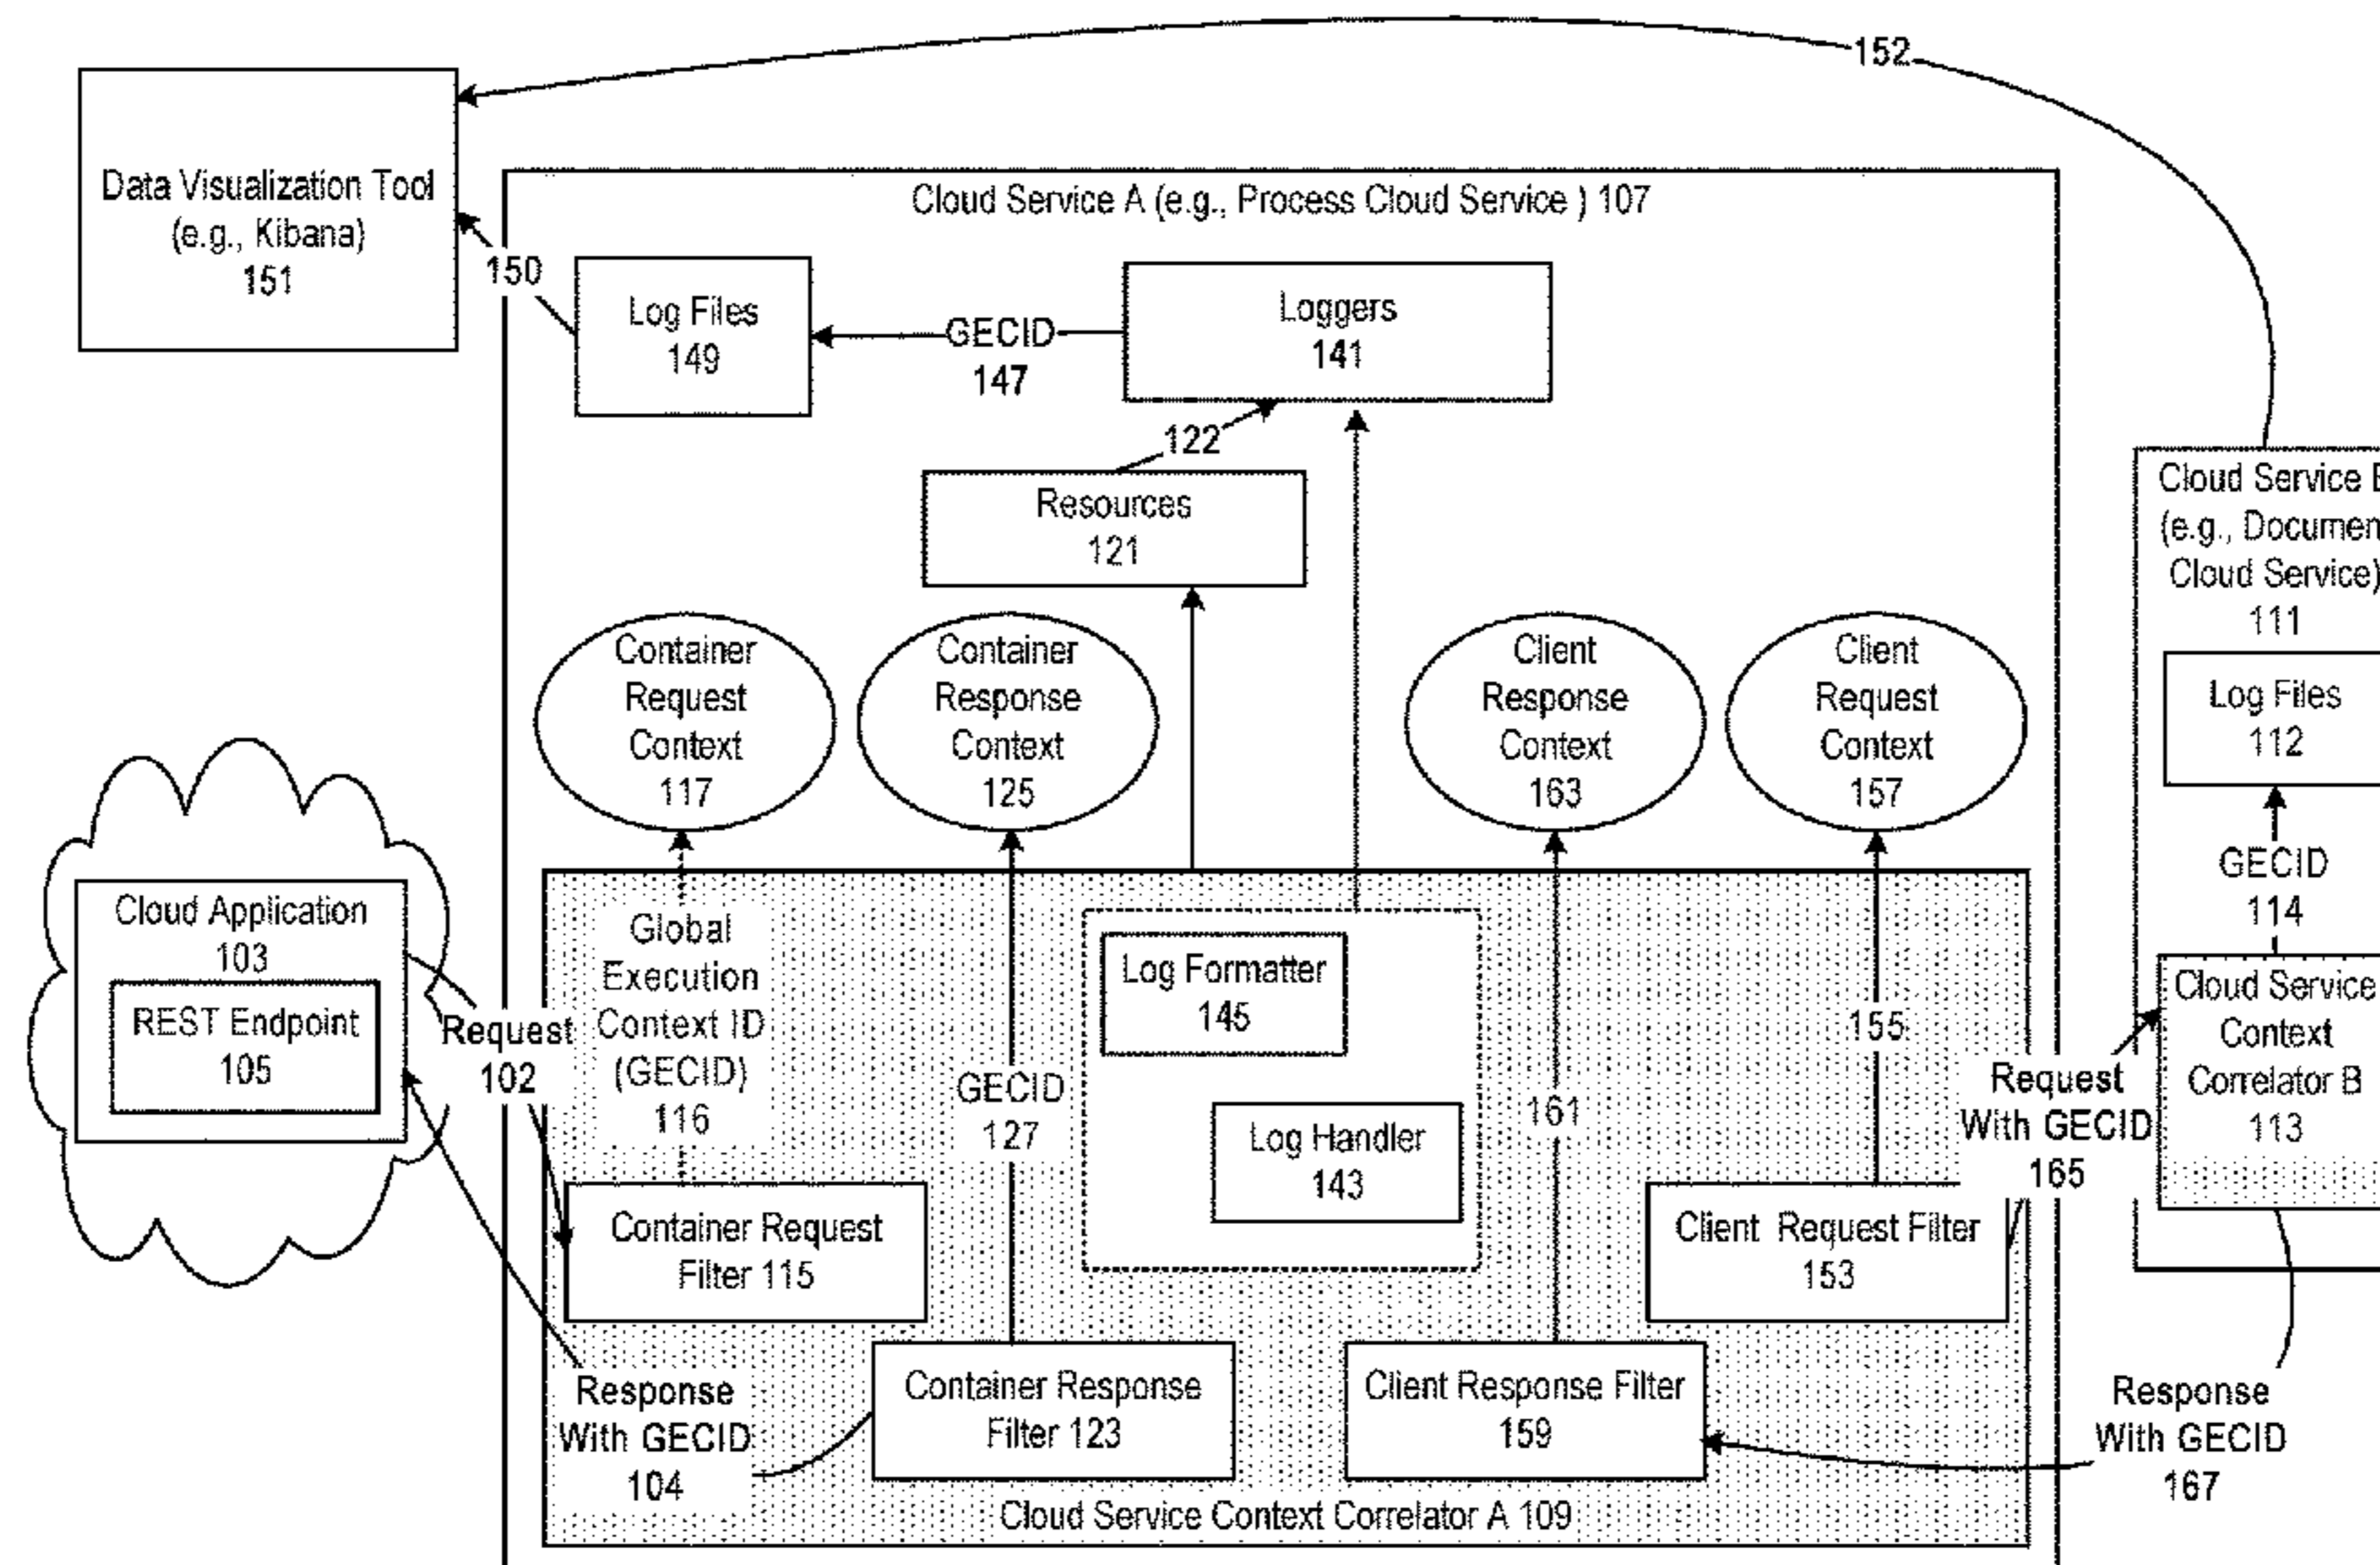 152
Data Visualization Tool
(e.g., Kibana)
151
150
Cloud Service A (e.g., Process Cloud Service ) 107
Log Files
149
GECID
147
Loggers
141
122
Resources
121
Container
Request
Context
117
Container
Response
Context
125
Client
Response
Context
163
Client
Request
Context
157
Cloud Service
(e.g., Documen
Cloud Service)
111
Log Files
112
GECID
114
Cloud Service
Context
Correlator B
113
Cloud Application
103
REST Endpoint
105
Request
102
Global
Execution
Context ID
(GECID)
116
GECID
127
Log Formatter
145
Log Handler
143
161
155
Request
With GECID
165
Container Request
Filter 115
Client Request Filter
153
Response
With GECID
104
Container Response
Filter 123
Client Response Filter
159
Response
With GECID
167
Cloud Service Context Correlator A 109